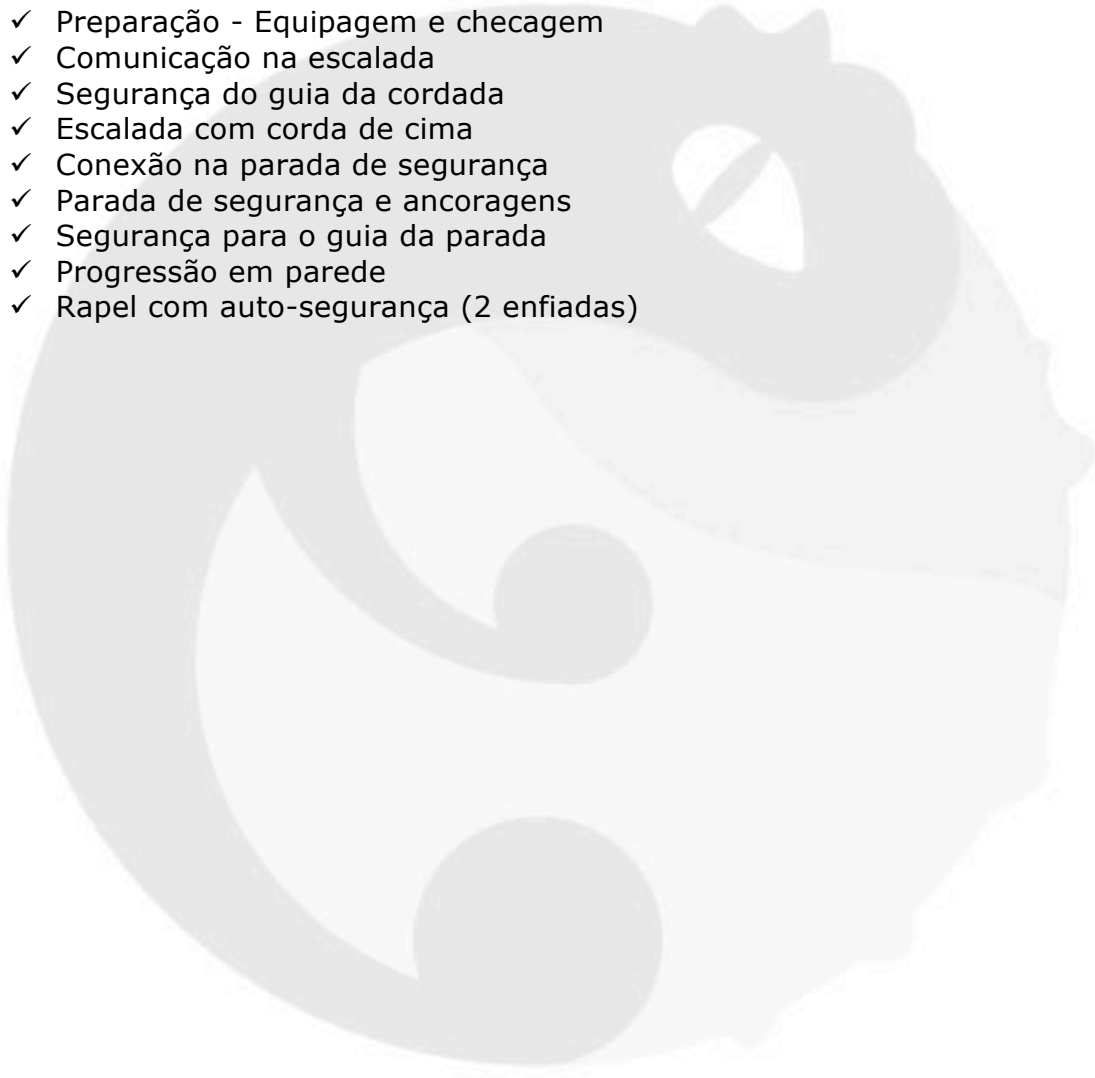 ✓ Preparação - Equipagem e checagem
✓ Comunicação na escalada
✓ Segurança do guia da cordada
✓ Escalada com corda de cima
✓ Conexão na parada de segurança
✓ Parada de segurança e ancoragens
✓ Segurança para o guia da parada
✓ Progressão em parede
✓ Rapel com auto-segurança (2 enfiadas)